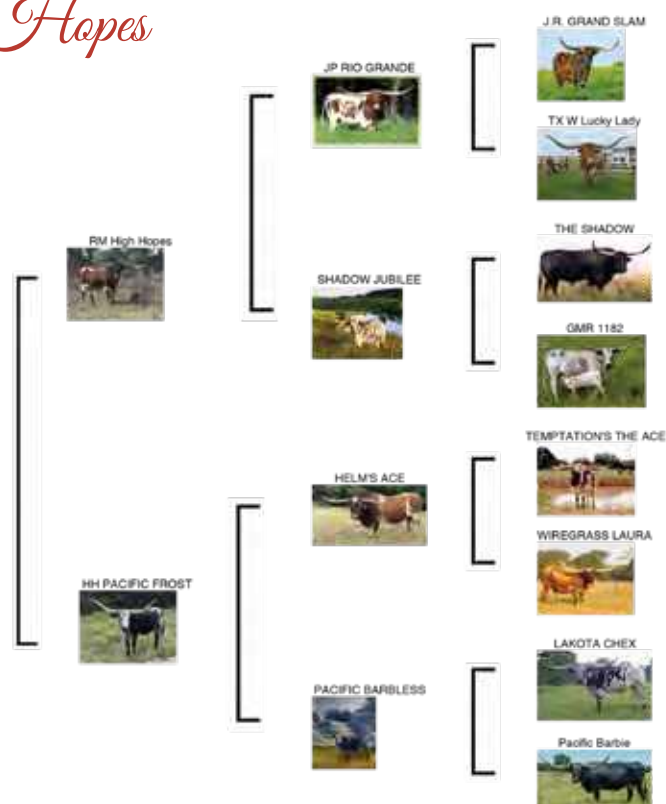 Hopes
J.R. GRAND SLAM
JP RIO GRANDE
TX W Lucky Lady
THE SHADOW
RM High Hopes
SHADOW JUBILEE
GMR 1182
TEMPTATION'S THE ACE
HELM'S ACE
WIREGRASS LAURA
HH PACIFIC FROST
LAKOTA CHEX
PACIFIC BARBLESS
Pacific Barbie